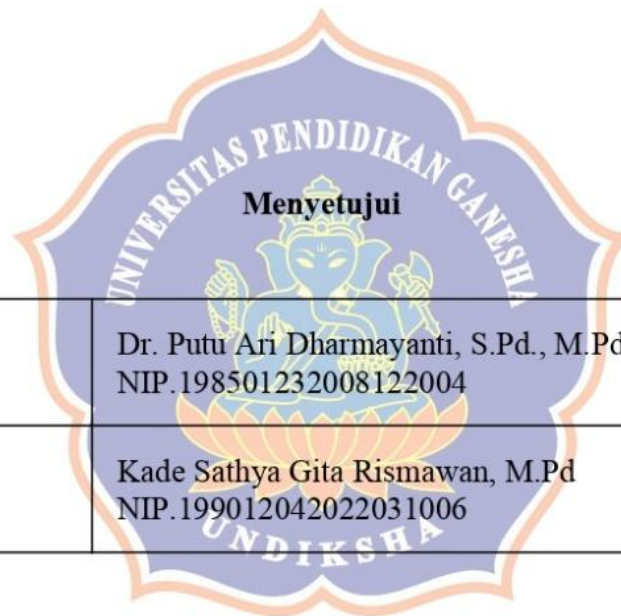 UNIVERSITAS PENDIDIKAN GANESHA
Menyetujui
Dr. Putu Ari Dharmayanti, S.Pd., M.Pd
NIP.198501232008122004
Kade Sathya Gita Rismawan, M.Pd
NIP.199012042022031006
UNDIKSHA